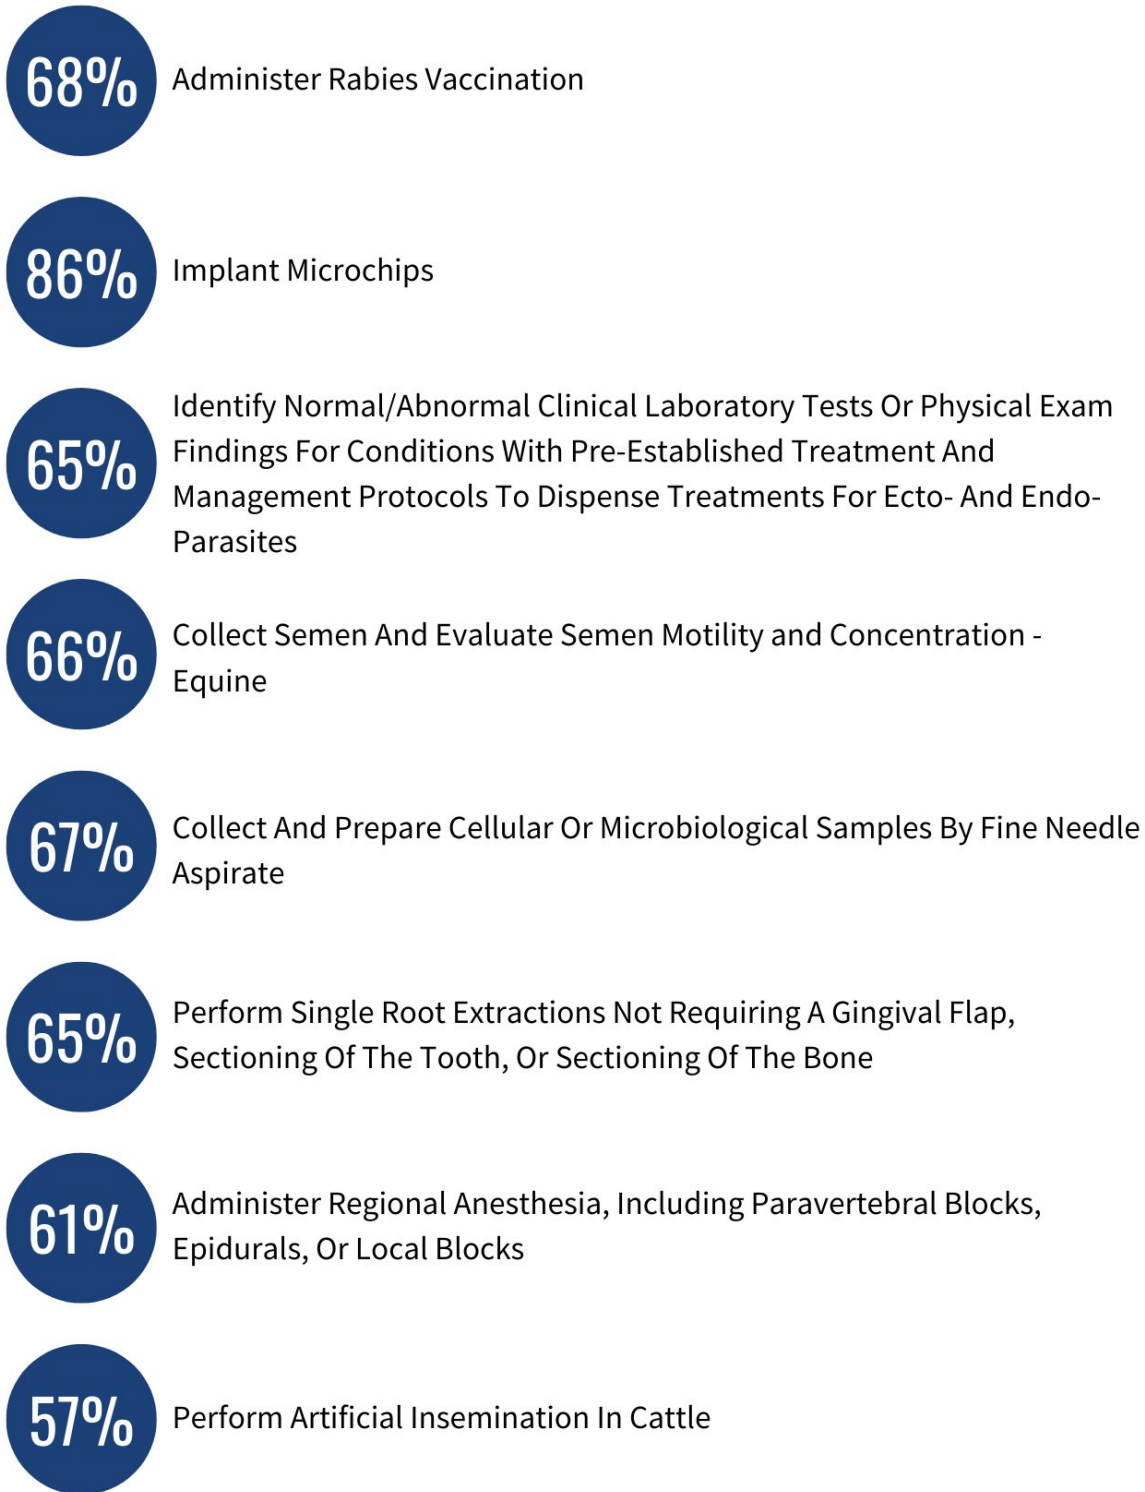 68%
Administer Rabies Vaccination
86%
Implant Microchips
65%
Identify Normal/Abnormal Clinical Laboratory Tests Or Physical Exam
Findings For Conditions With Pre-Established Treatment And
Management Protocols To Dispense Treatments For Ecto- And Endo-
Parasites
66%
Collect Semen And Evaluate Semen Motility and Concentration -
Equine
67%
Collect And Prepare Cellular Or Microbiological Samples By Fine Needle
Aspirate
65%
Perform Single Root Extractions Not Requiring A Gingival Flap,
Sectioning Of The Tooth, Or Sectioning Of The Bone
61%
Administer Regional Anesthesia, Including Paravertebral Blocks,
Epidurals, Or Local Blocks
57%
Perform Artificial Insemination In Cattle